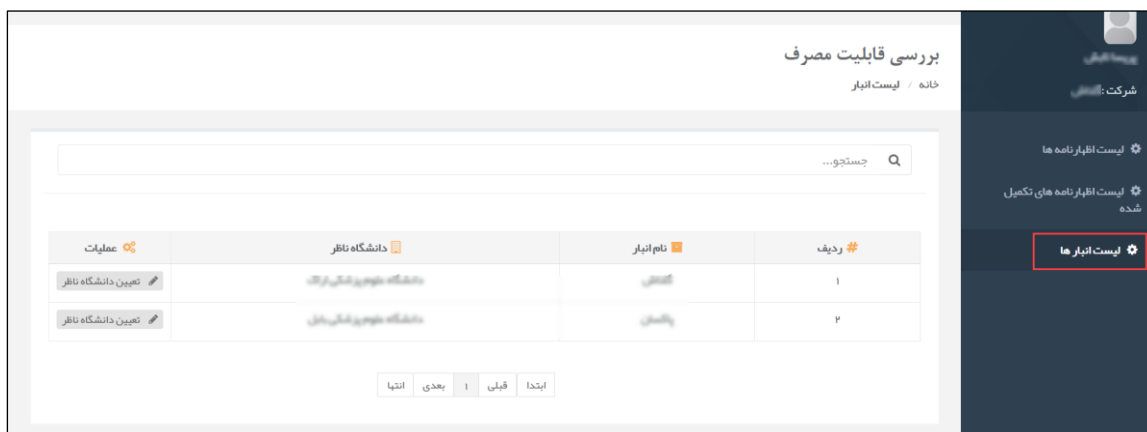 شرکت :
لیست اظهارنامه ها
لیست اظهارنامه های تکمیل
شده
لیست انبار ها
بررسی قابلیت مصرف
خانه / لیست انبار
جستجو...
# ردیف نام انبار دانشگاه ناظر عملیات
۱ تعیین دانشگاه ناظر
۲ تعیین دانشگاه ناظر
ابتدا قبلی ۱ بعدی انتها